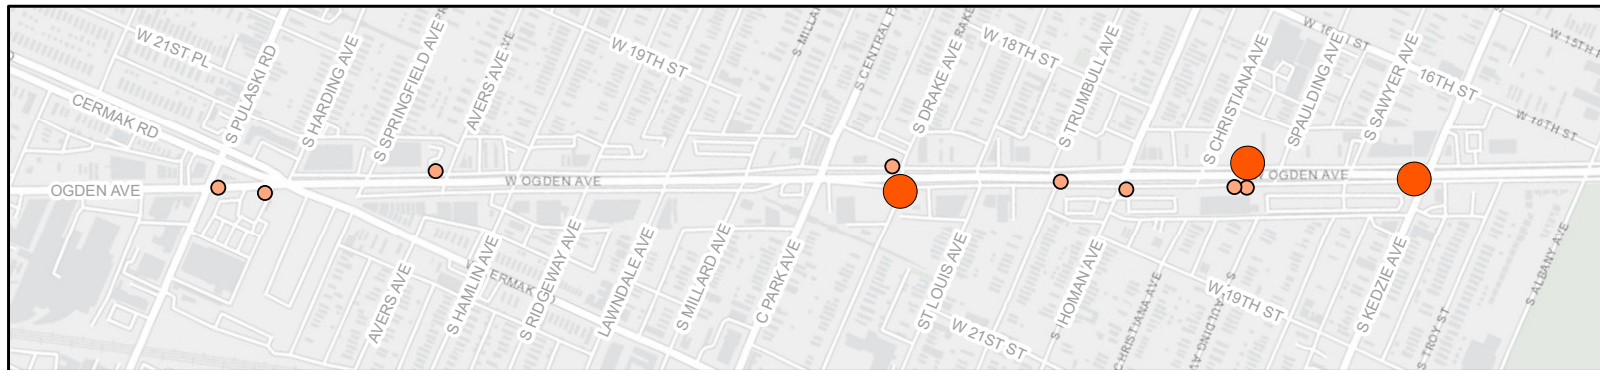 W 21ST PL
CERMAK RD
OGDEN AVE
S PULASKI RD
S HARDING AVE
S SPRINGFIELD AVE
AVERS AVE
W 19TH ST
S CENTRAL
S DRAKE AVE
W 18TH ST
S TRUMBULL AVE
S CHRISTIANA AVE
SPAULDING AVE
S SAWYER AVE
16TH ST
W 16TH ST
W OGDEN AVE
W OGDEN AVE
AVERS AVE
S HAMLIN AVE
S RIDGEWAY AVE
LAWNDALE AVE
S MILLARD AVE
C PARK AVE
ST LOUIS AVE
W 21ST ST
S HOMAN AVE
CHRISTIANA AVE
W 19TH ST
S KEDZIE AVE
S TROY ST
S ALBANY AVE